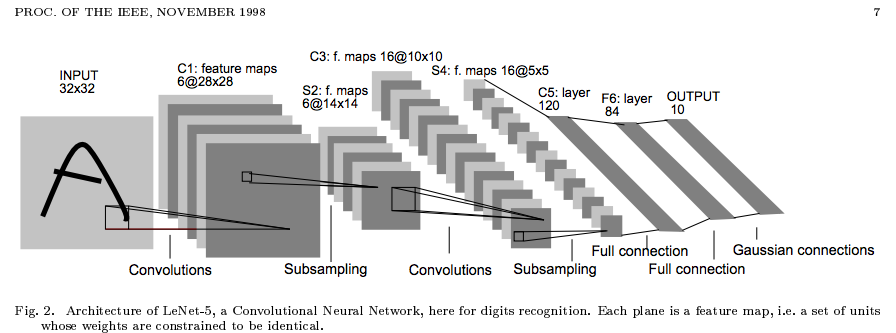 PROC. OF THE IEEE, NOVEMBER 1998 7
INPUT
32x32
C1: feature maps
6@28x28
S2: f. maps
6@14x14
C3: f. maps 16@10x10
S4: f. maps 16@5x5
C5: layer
120
F6: layer
84
OUTPUT
10
Convolutions
Subsampling
Convolutions
Subsampling
Full connection
Full connection
Gaussian connections
Fig. 2. Architecture of LeNet-5, a Convolutional Neural Network, here for digits recognition. Each plane is a feature map, i.e. a set of units
whose weights are constrained to be identical.